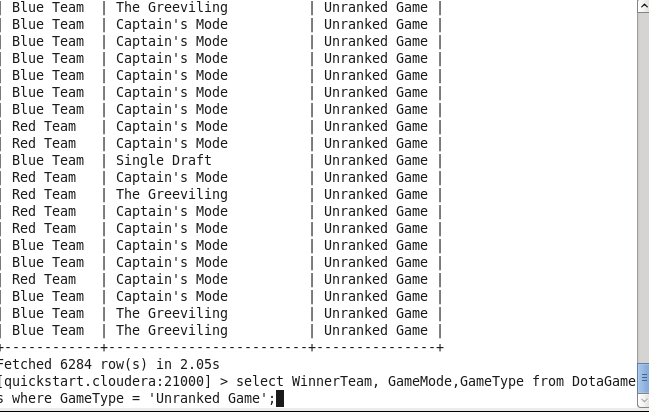 | Blue Team | The Greeviling | Unranked Game |
| Blue Team | Captain's Mode | Unranked Game |
| Blue Team | Captain's Mode | Unranked Game |
| Blue Team | Captain's Mode | Unranked Game |
| Blue Team | Captain's Mode | Unranked Game |
| Blue Team | Captain's Mode | Unranked Game |
| Blue Team | Captain's Mode | Unranked Game |
| Red Team | Captain's Mode | Unranked Game |
| Red Team | Captain's Mode | Unranked Game |
| Blue Team | Single Draft | Unranked Game |
| Red Team | Captain's Mode | Unranked Game |
| Red Team | The Greeviling | Unranked Game |
| Red Team | Captain's Mode | Unranked Game |
| Red Team | Captain's Mode | Unranked Game |
| Blue Team | Captain's Mode | Unranked Game |
| Blue Team | Captain's Mode | Unranked Game |
| Red Team | Captain's Mode | Unranked Game |
| Blue Team | Captain's Mode | Unranked Game |
| Blue Team | The Greeviling | Unranked Game |
| Blue Team | The Greeviling | Unranked Game |
+------------+-------------------------+---------------+
Fetched 6284 row(s) in 2.05s
[quickstart.cloudera:21000] > select WinnerTeam, GameMode,GameType from DotaGame
s where GameType = 'Unranked Game';